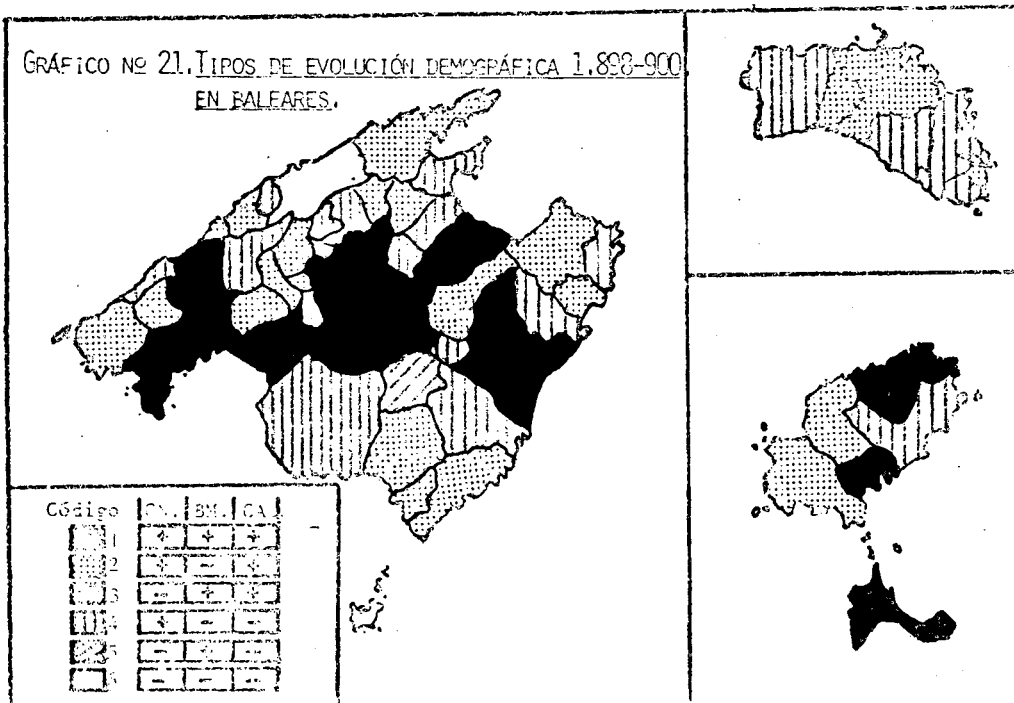 GRÁFICO Nº 21. TIPOS DE EVOLUCIÓN DEMOGRÁFICA 1.898-900
EN BALEARES.
Código CN. BM. CA.
1 + + +
2 + - +
3 - + +
4 + - -
5 - + -
6 - - -